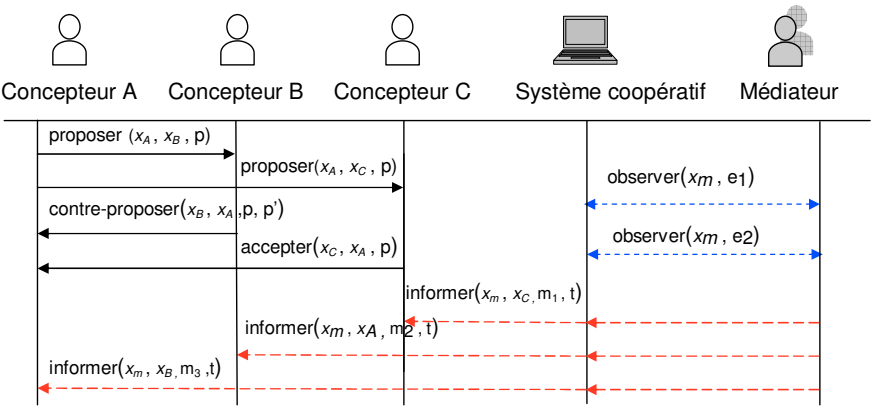 Concepteur A Concepteur B Concepteur C Système coopératif Médiateur
proposer (xA, xB , p)
proposer(xA, xC, p)
observer(xm , e1)
contre-proposer(xB, xA ,p, p’)
observer(xm , e2)
accepter(xC, xA, p)
informer(xm, xC, m1, t)
informer(xm, xA, m2, t)
informer(xm, xB, m3 ,t)